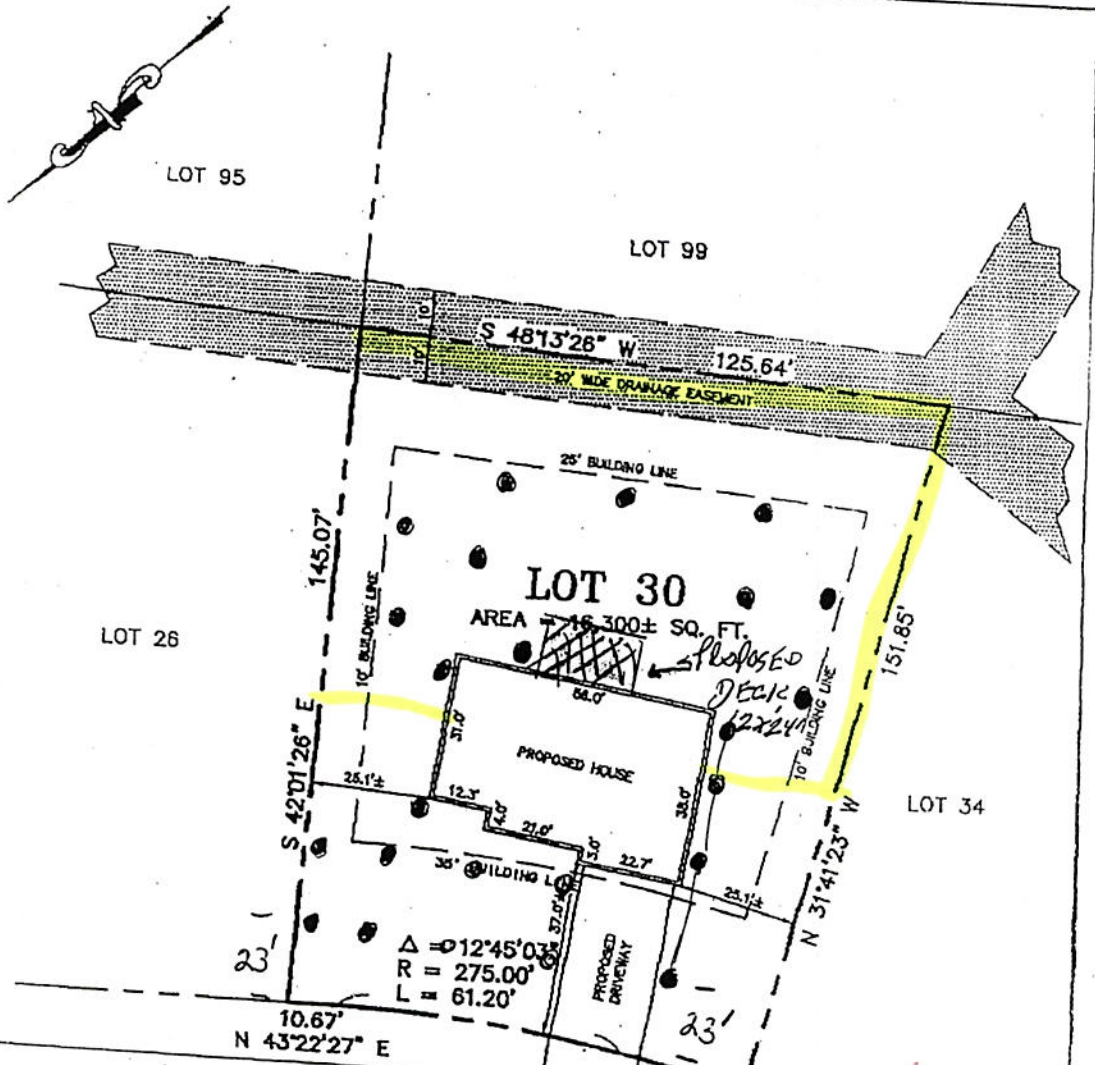 LOT 95
LOT 99
10'
10'
S 48°13'26" W
125.64'
20' WIDE DRAINAGE EASEMENT
25' BUILDING LINE
145.07'
10' BUILDING LINE
LOT 30
AREA = 16,300± SQ. FT.
PROPOSED
DECK
12x24
LOT 26
151.85'
10' BUILDING LINE
S 42°01'26" E
31.0'
PROPOSED HOUSE
38.0'
LOT 34
N 31°41'23" W
25.1'±
12.3'
4.0'
21.0'
3.0'
22.7'
25.1'±
35' BUILDING L
37.0'±
PROPOSED
DRIVEWAY
Δ = 12°45'03"
R = 275.00'
L = 61.20'
23'
23'
10.67'
N 43°22'27" E